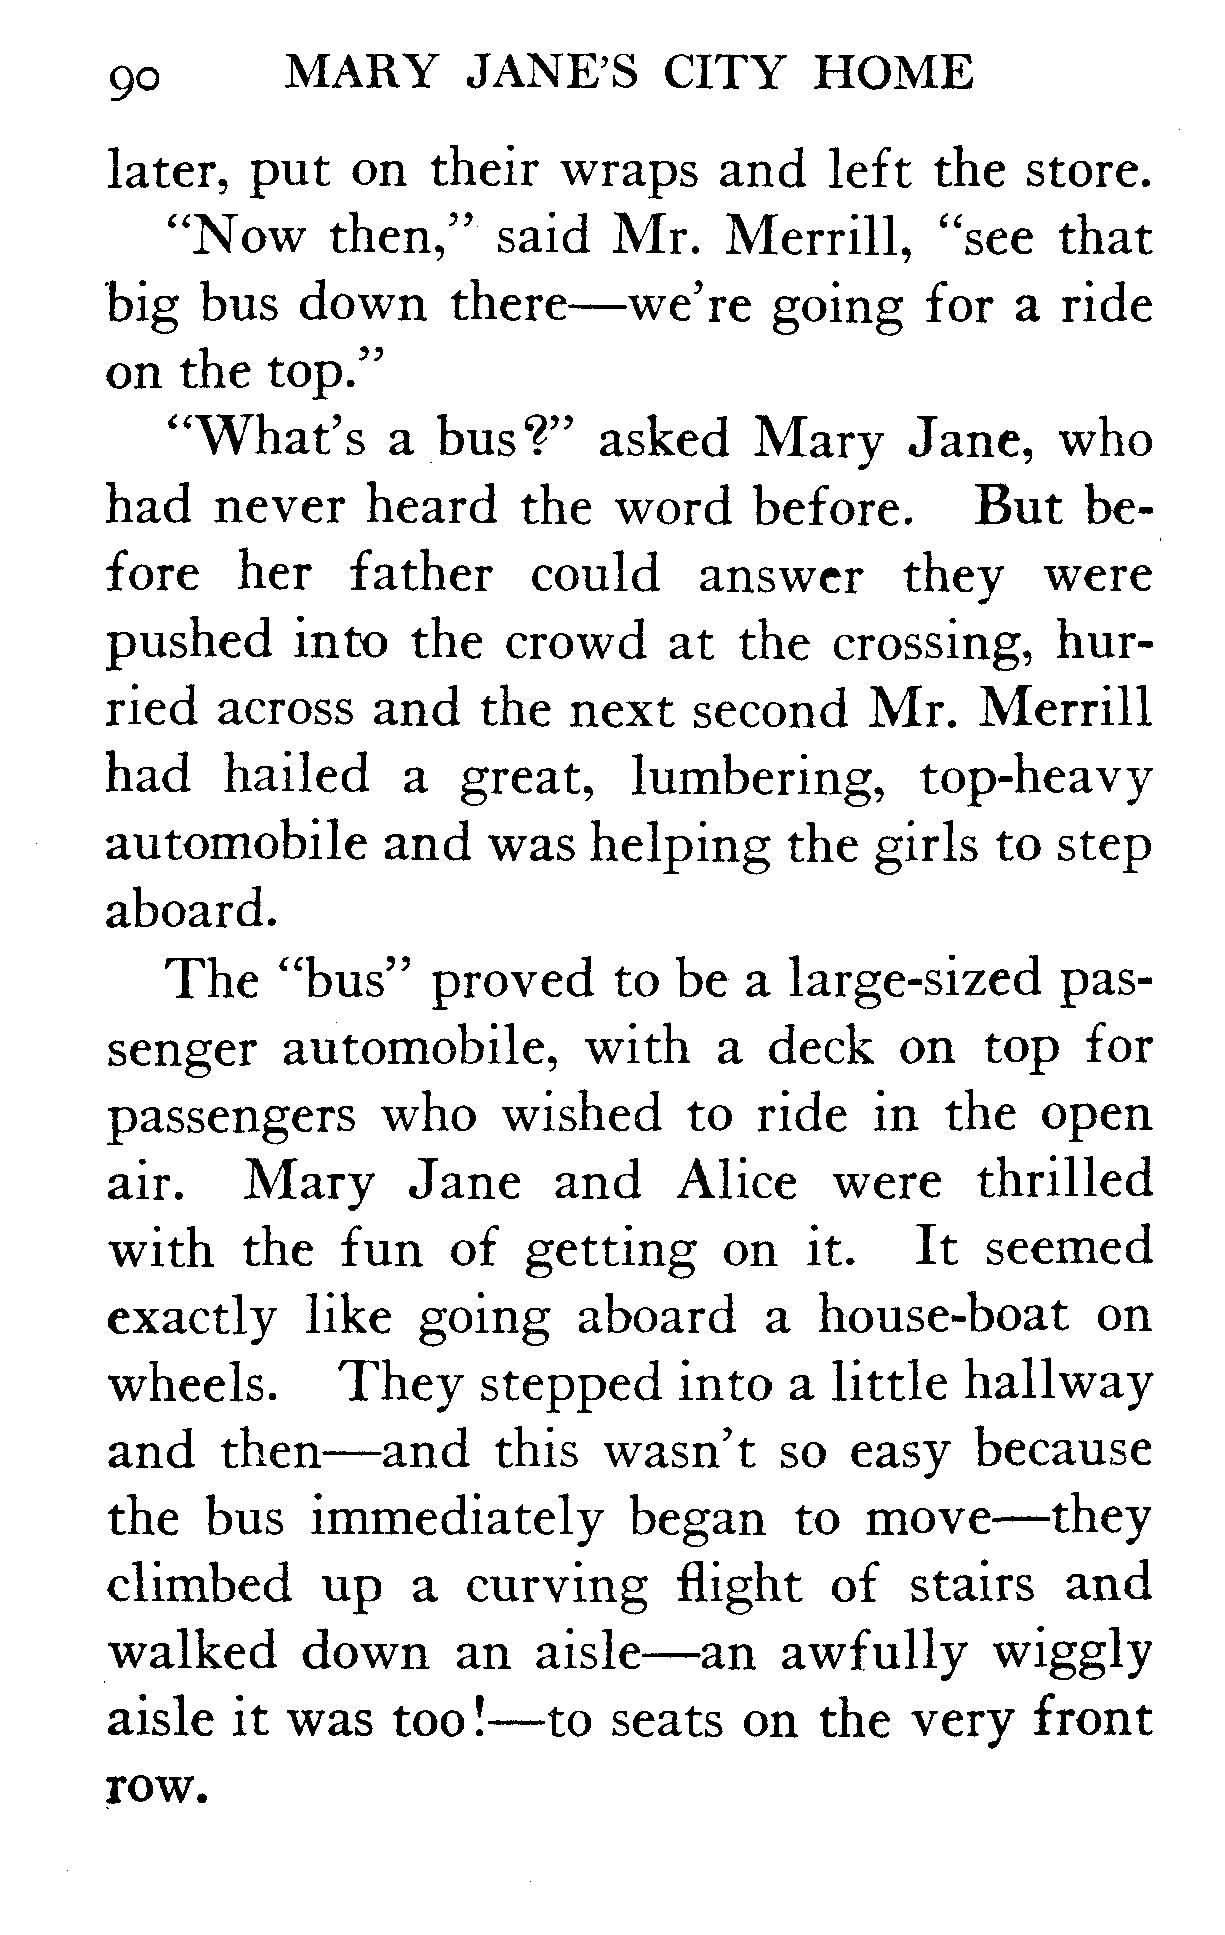 90 MARY JANE'S CITY HOME
later, put on their wraps and left the store.
“Now then,” said Mr. Merrill, “see that
big bus down there—we're going for a ride
on the top.”
“What's a bus?” asked Mary Jane, who
had never heard the word before. But be-
fore her father could answer they were
pushed into the crowd at the crossing, hur-
ried across and the next second Mr. Merrill
had hailed a great, lumbering, top-heavy
automobile and was helping the girls to step
aboard.
The “bus” proved to be a large-sized pas-
senger automobile, with a deck on top for
passengers who wished to ride in the open
air. Mary Jane and Alice were thrilled
with the fun of getting on it. It seemed
exactly like going aboard a house-boat on
wheels. They stepped into a little hallway
and then—and this wasn't so easy because
the bus immediately began to move—they
climbed up a curving flight of stairs and
walked down an aisle—an awfully wiggly
aisle it was too!—to seats on the very front
row.